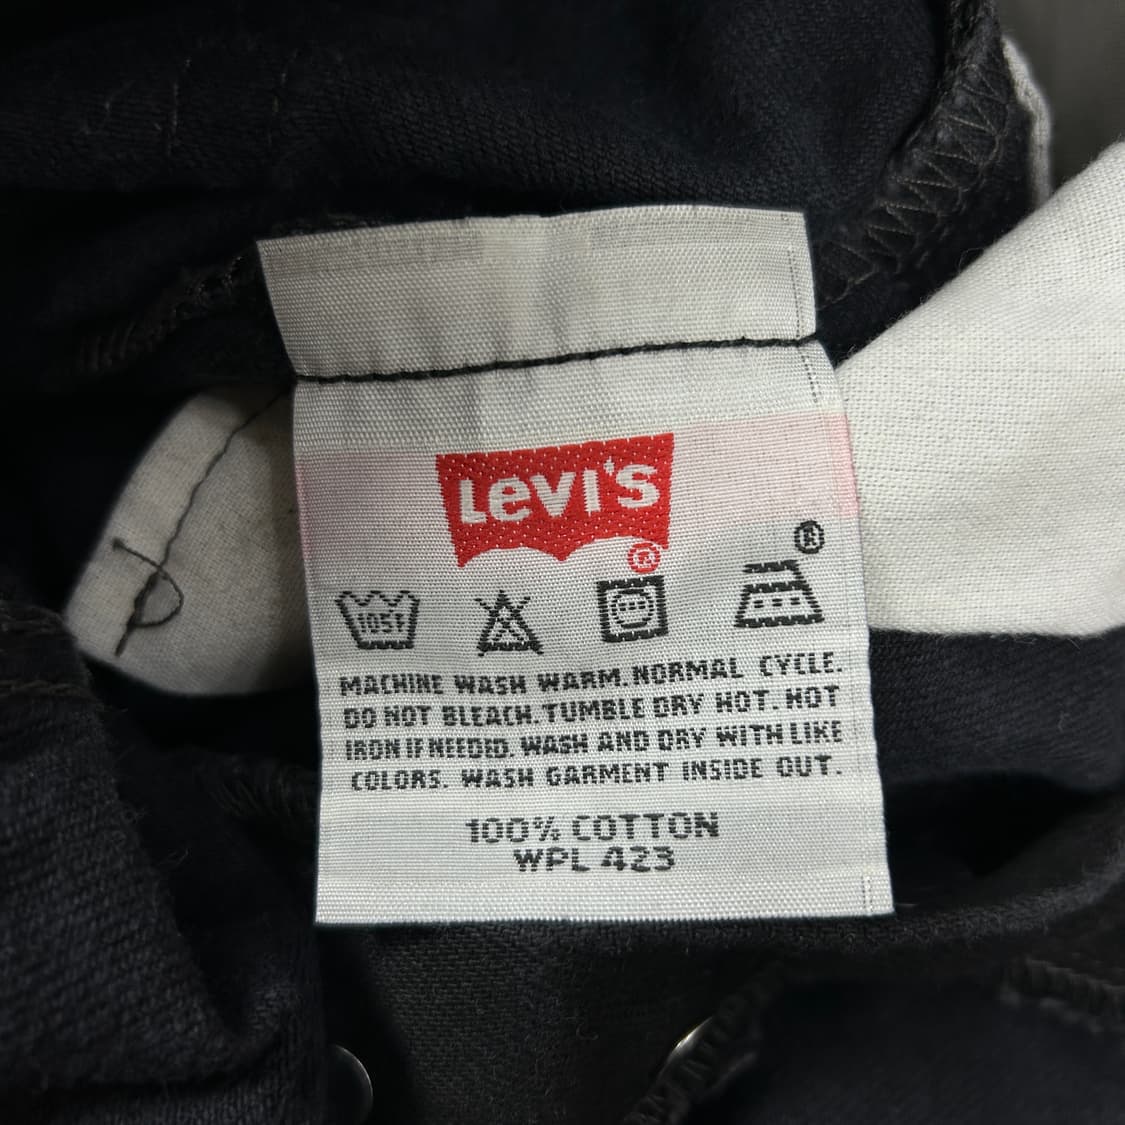 Levi's®
®
105F
MACHINE WASH WARM. NORMAL CYCLE.
DO NOT BLEACH. TUMBLE DRY HOT. HOT
IRON IF NEEDED. WASH AND DRY WITH LIKE
COLORS. WASH GARMENT INSIDE OUT.
100% COTTON
WPL 423